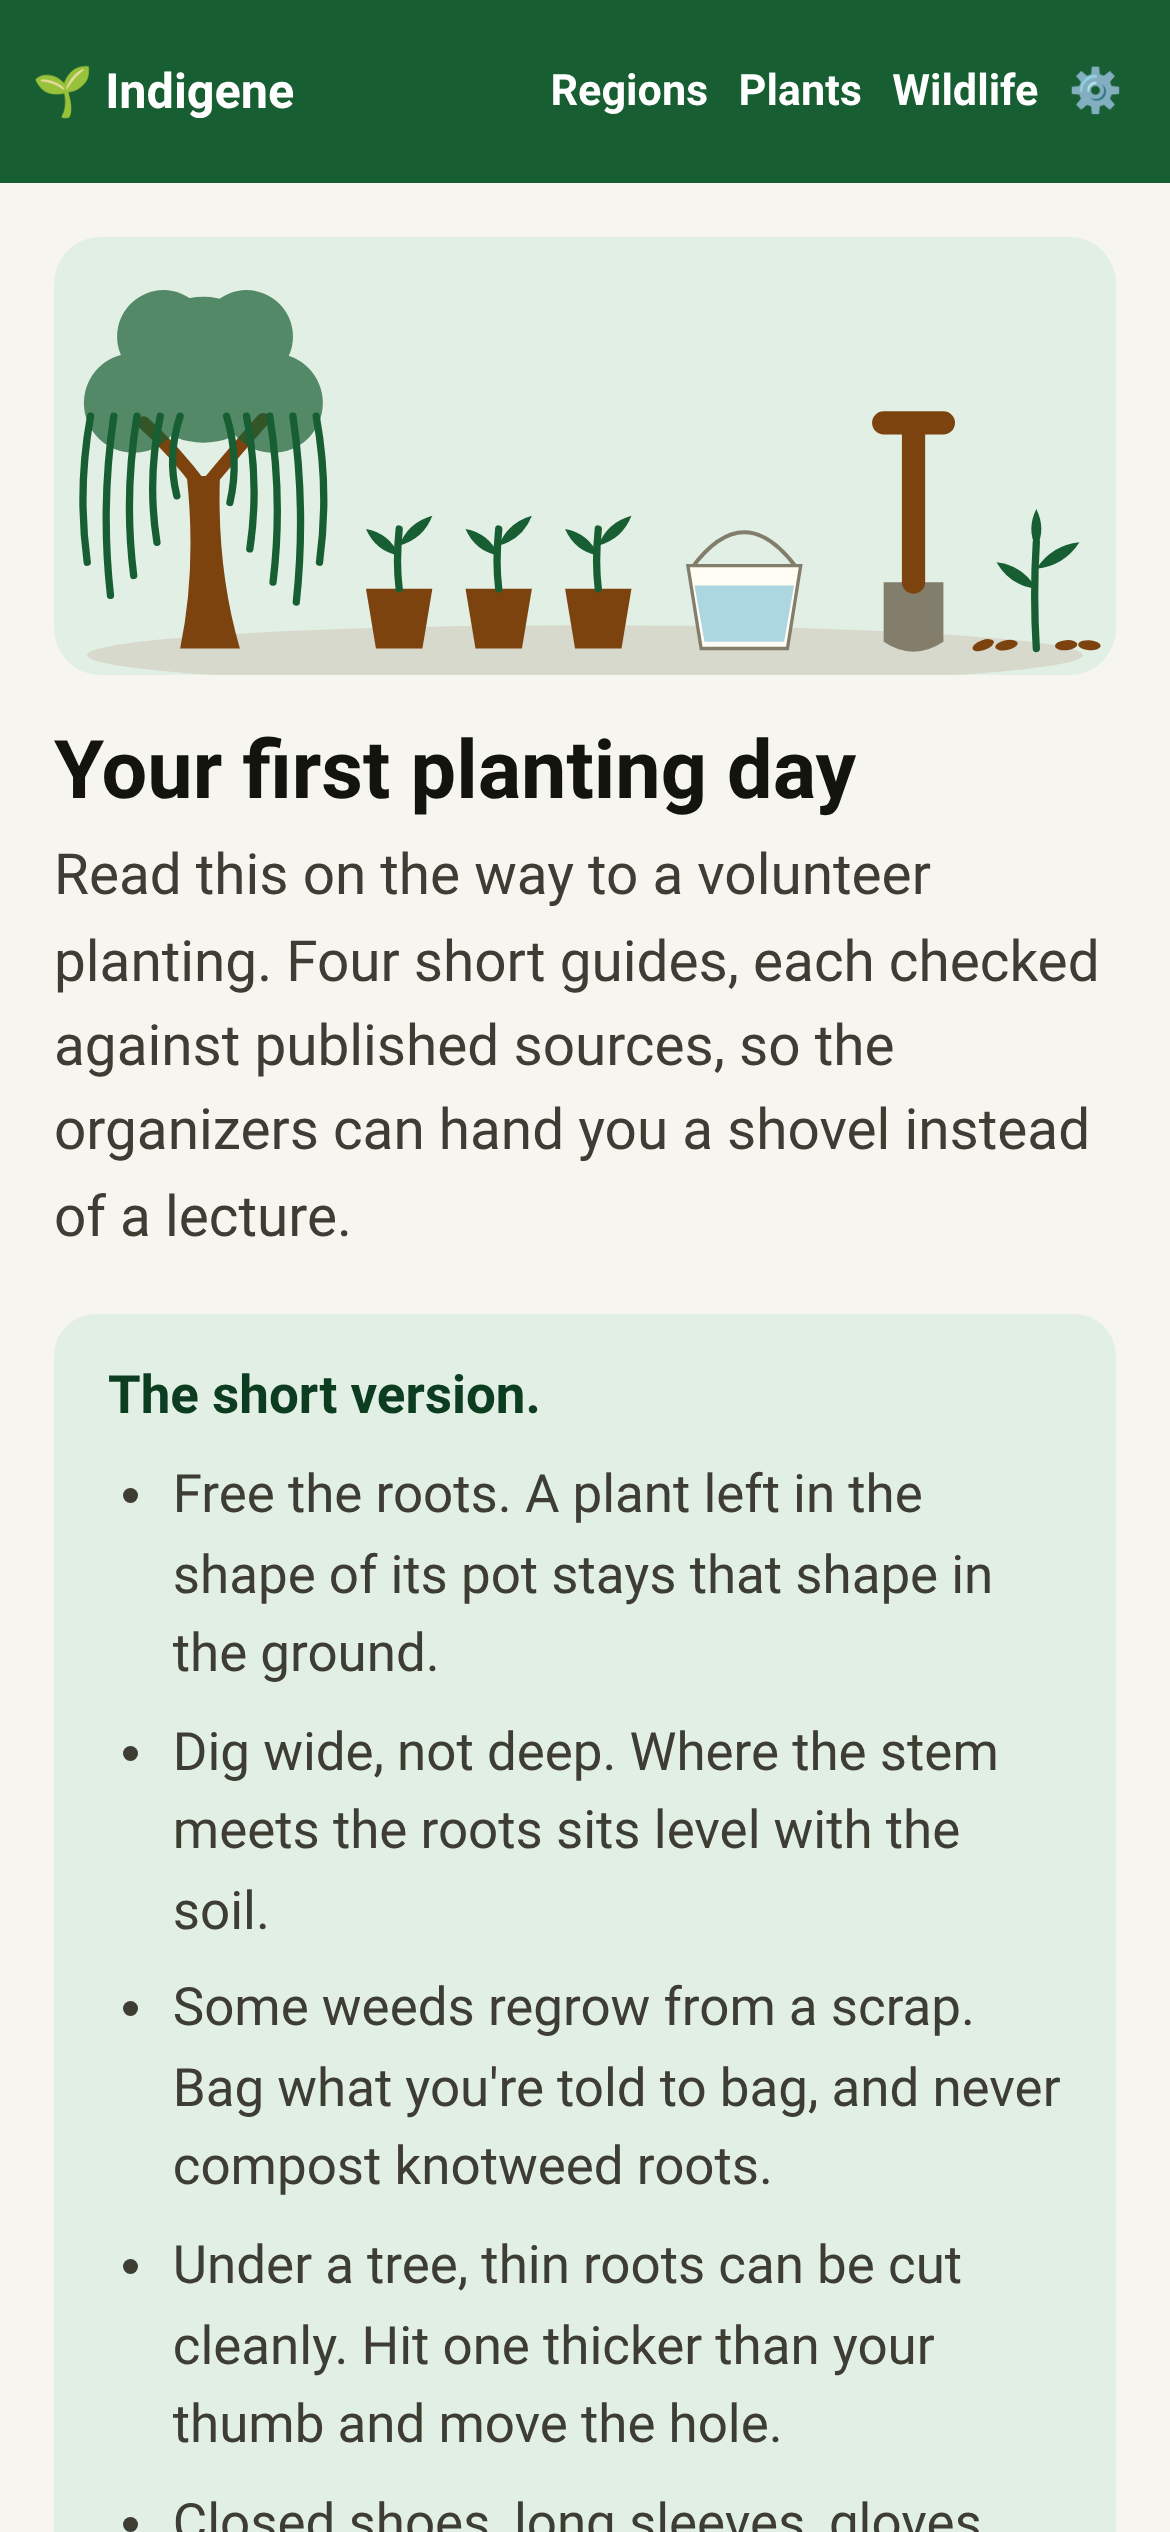 Indigene
Regions Plants Wildlife
Your first planting day
Read this on the way to a volunteer
planting. Four short guides, each checked
against published sources, so the
organizers can hand you a shovel instead
of a lecture.
The short version.
• Free the roots. A plant left in the
shape of its pot stays that shape in
the ground.
• Dig wide, not deep. Where the stem
meets the roots sits level with the
soil.
• Some weeds regrow from a scrap.
Bag what you're told to bag, and never
compost knotweed roots.
• Under a tree, thin roots can be cut
cleanly. Hit one thicker than your
thumb and move the hole.
• Closed shoes, long sleeves, gloves